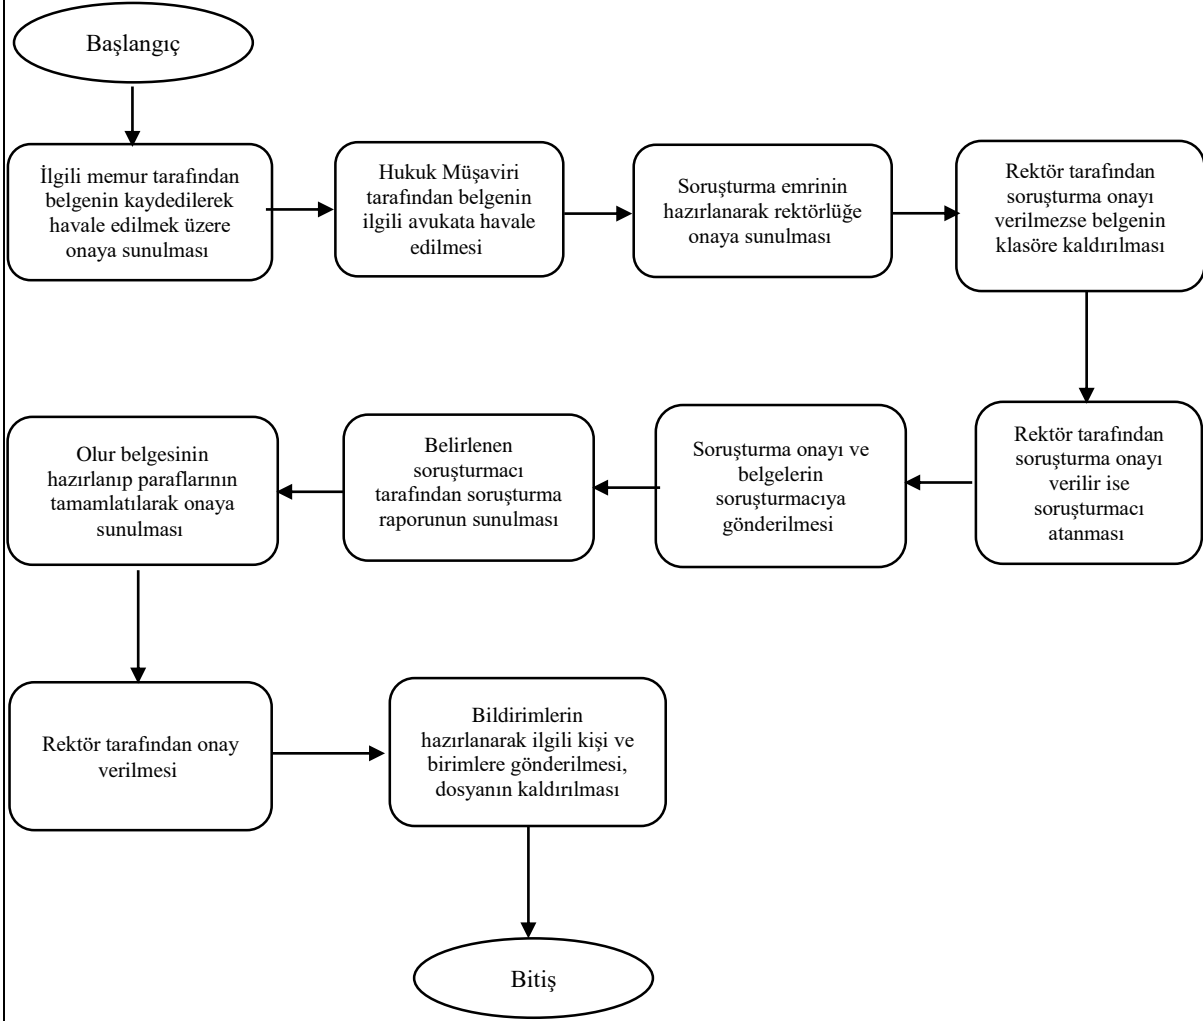 Başlangıç
İlgili memur tarafından
belgenin kaydedilerek
havale edilmek üzere
onaya sunulması
Hukuk Müşaviri
tarafından belgenin
ilgili avukata havale
edilmesi
Soruşturma emrinin
hazırlanarak rektörlüğe
onaya sunulması
Rektör tarafından
soruşturma onayı
verilmezse belgenin
klasöre kaldırılması
Rektör tarafından
soruşturma onayı
verilir ise
soruşturmacı
atanması
Soruşturma onayı ve
belgelerin
soruşturmacıya
gönderilmesi
Belirlenen
soruşturmacı
tarafından soruşturma
raporunun sunulması
Olur belgesinin
hazırlanıp paraflarının
tamamlatılarak onaya
sunulması
Rektör tarafından onay
verilmesi
Bildirimlerin
hazırlanarak ilgili kişi ve
birimlere gönderilmesi,
dosyanın kaldırılması
Bitiş